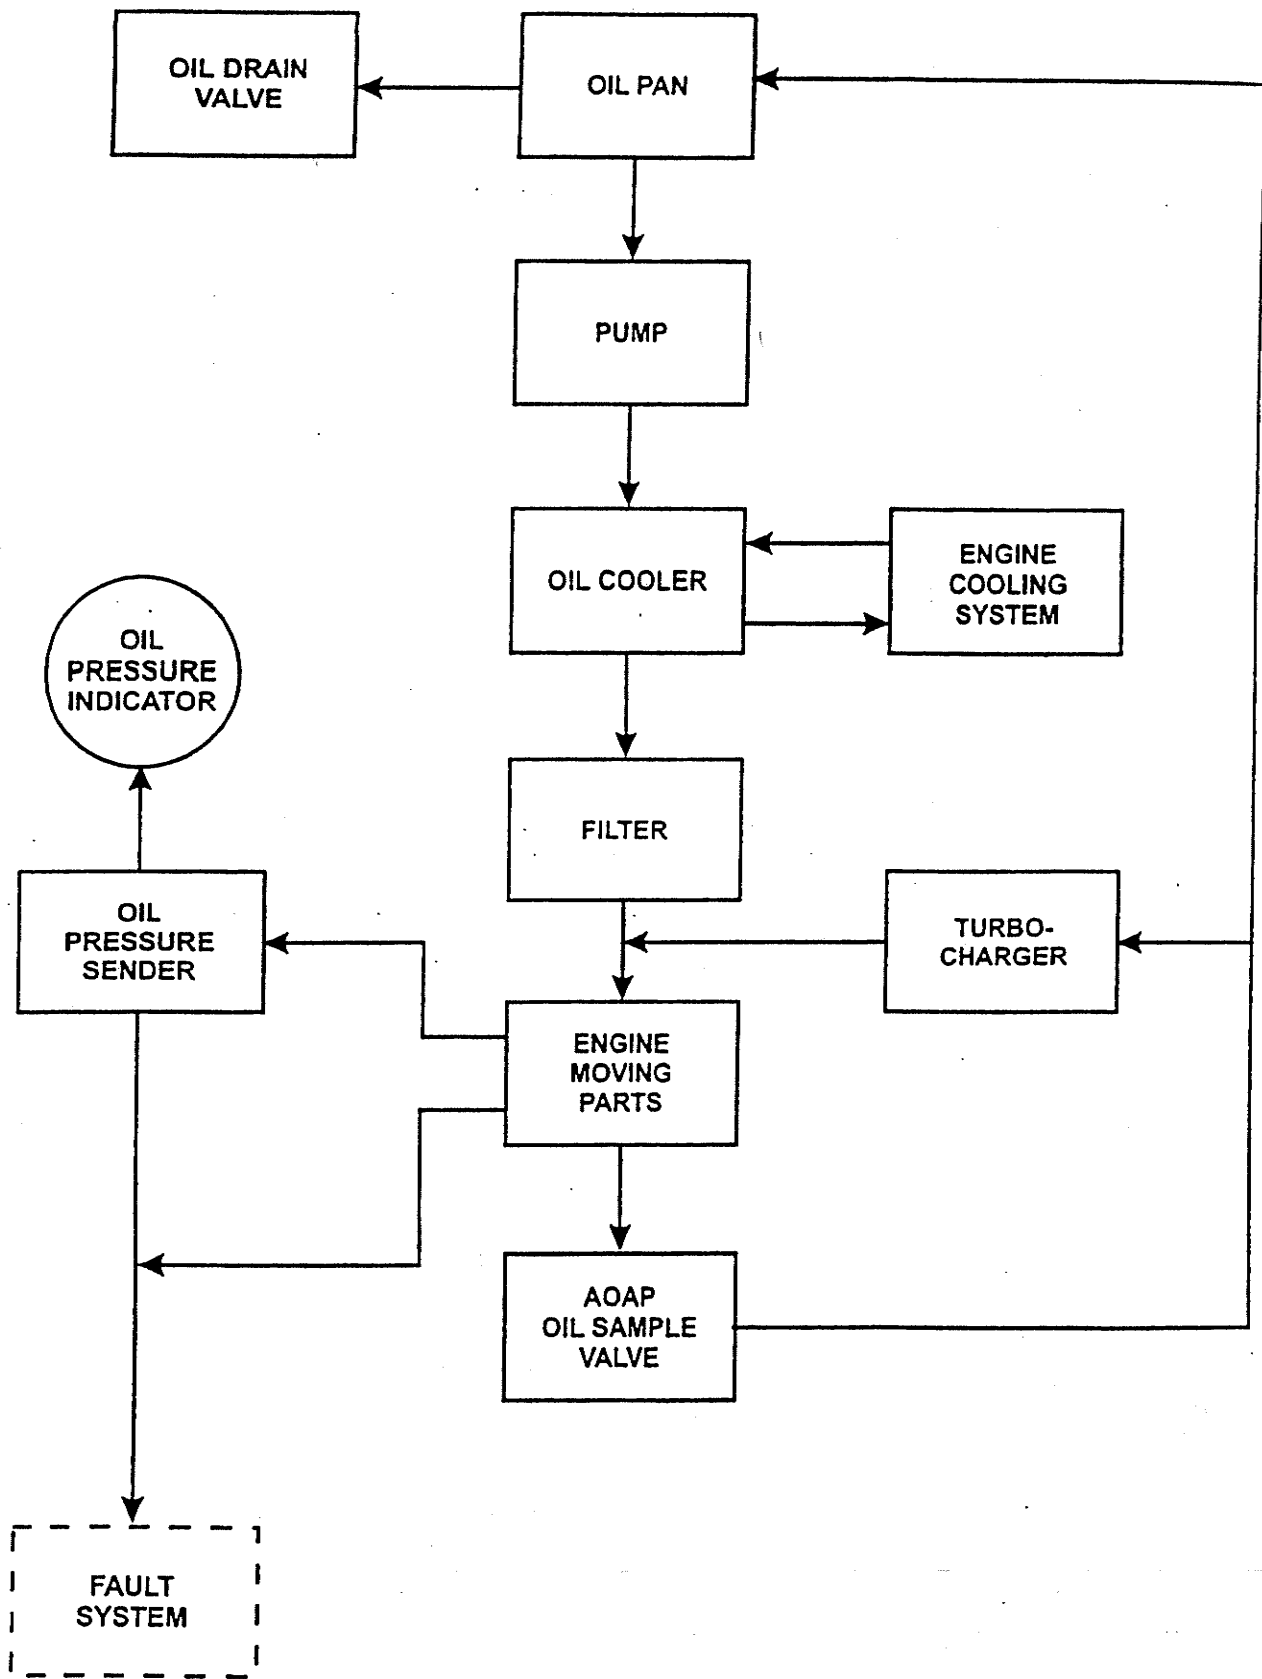 OIL DRAIN
VALVE
OIL PAN
PUMP
OIL COOLER
ENGINE
COOLING
SYSTEM
OIL
PRESSURE
INDICATOR
FILTER
OIL
PRESSURE
SENDER
TURBO-
CHARGER
ENGINE
MOVING
PARTS
AOAP
OIL SAMPLE
VALVE
FAULT
SYSTEM